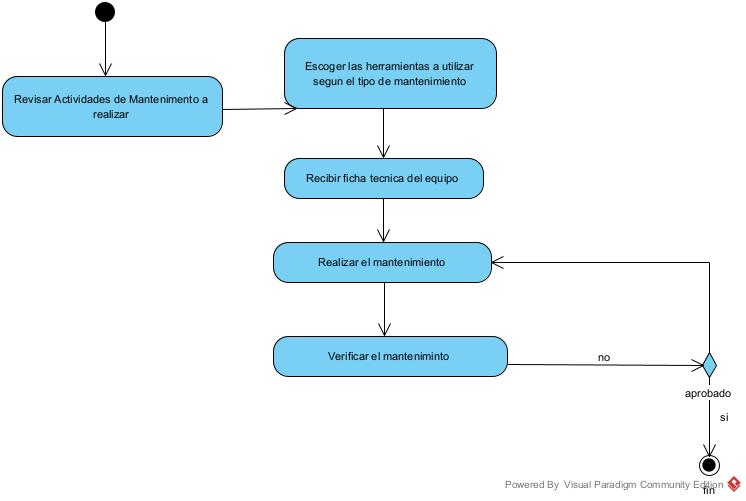 Escoger las herramientas a utilizar
segun el tipo de mantenimiento
Revisar Actividades de Mantenimento a
realizar
Recibir ficha tecnica del equipo
Realizar el mantenimiento
Verificar el manteniminto
no
aprobado
si
Powered By Visual Paradigm Community Edition
fin